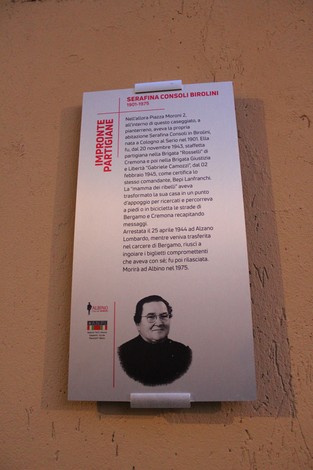 IMPRONTE
PARTIGIANE
SERAFINA CONSOLI BIROLINI
1901-1975
Nell'allora Piazza Marconi 2,
all'interno di questo caseggiato, a
pianterreno, aveva la propria
abitazione Serafina Consoli in Birolini,
nata a Cologno al Serio nel 1901. Ella
fu, dal 20 novembre 1943, staffetta
partigiana nella Brigata "Rosselli" di
Cremona e poi nella Brigata Giustizia
e Libertà "Gabriele Camozzi", dal 02
febbraio 1945, come certifica lo
stesso comandante, Bepi Lanfranchi.
La "mamma dei ribelli" aveva
trasformato la sua casa in un punto
d'appoggio per ricercati e percorreva
a piedi o in bicicletta le strade di
Bergamo e Cremona recapitando
messaggi.
Arrestata il 25 aprile 1944 ad Alzano
Lombardo, mentre veniva trasferita
nel carcere di Bergamo, riuscì a
ingoiare i biglietti compromettenti
che aveva con sè; fu poi rilasciata.
Morirà ad Albino nel 1975.
ALBINO